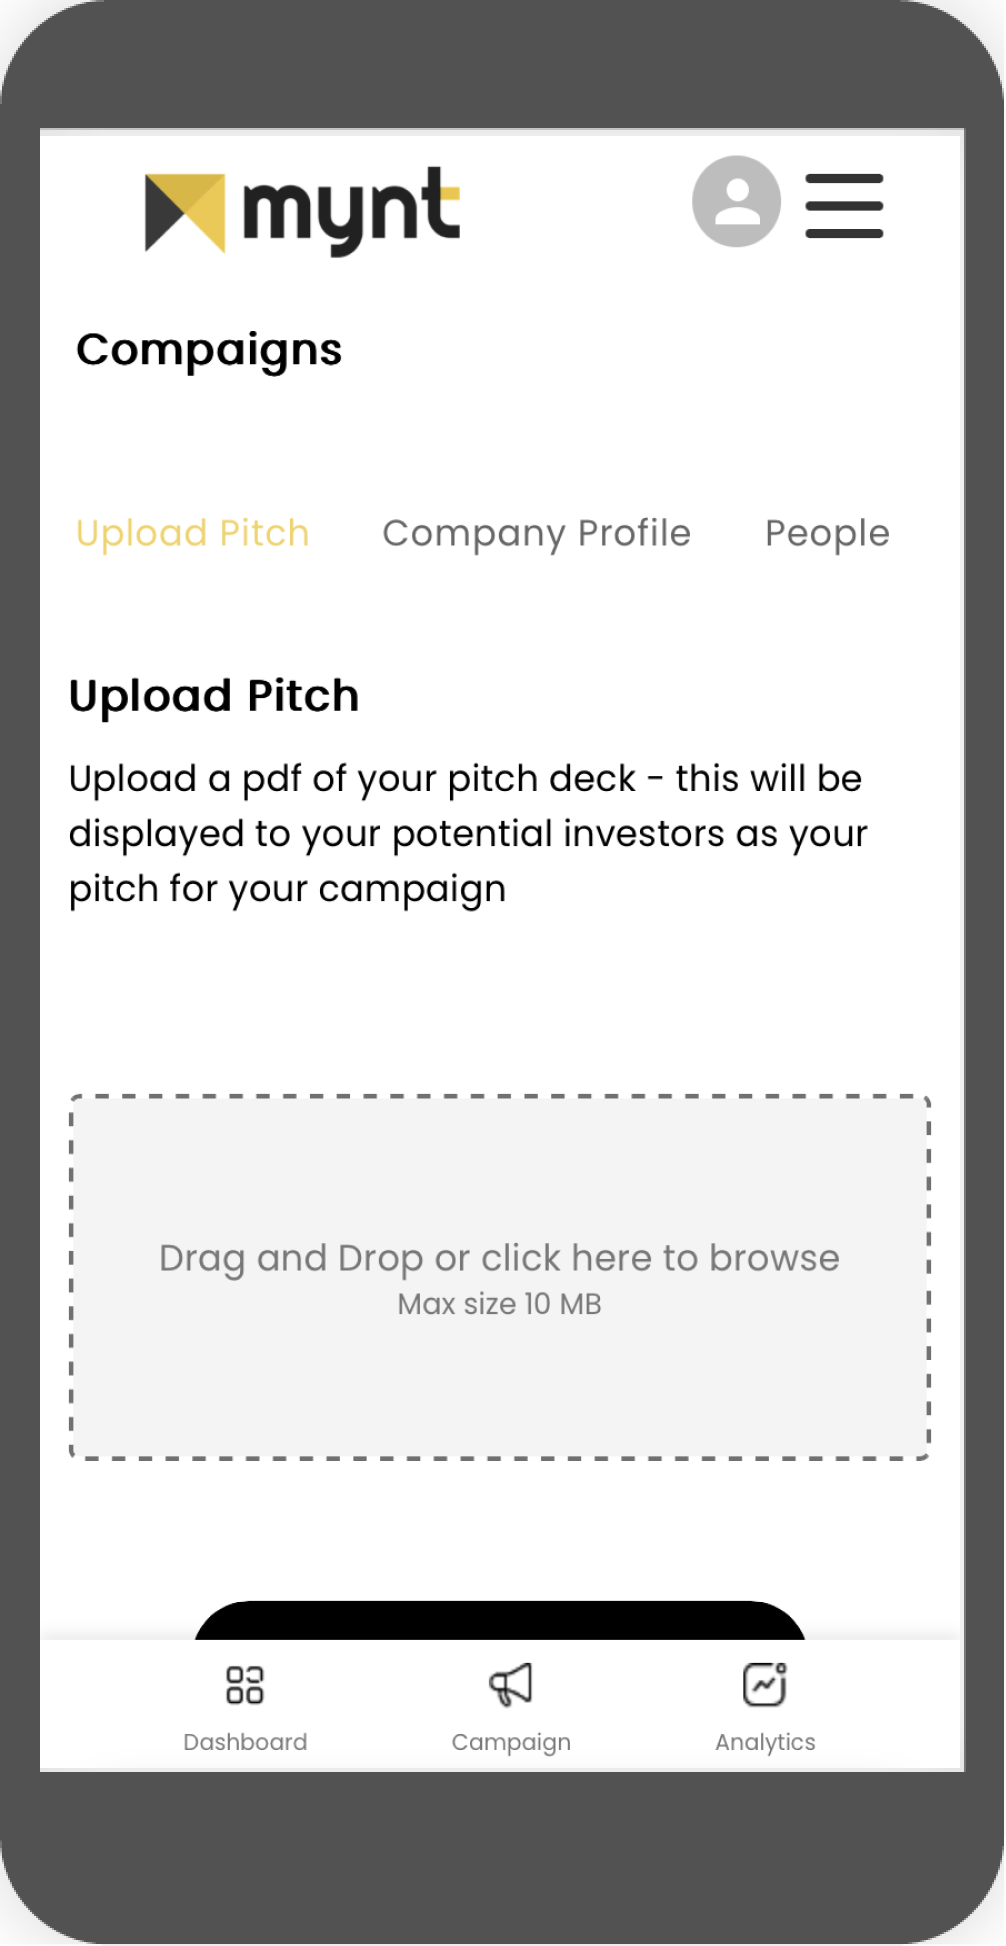 mynt
Compaigns
Upload Pitch Company Profile People
Upload Pitch
Upload a pdf of your pitch deck - this will be
displayed to your potential investors as your
pitch for your campaign
Drag and Drop or click here to browse
Max size 10 MB
Dashboard Campaign Analytics